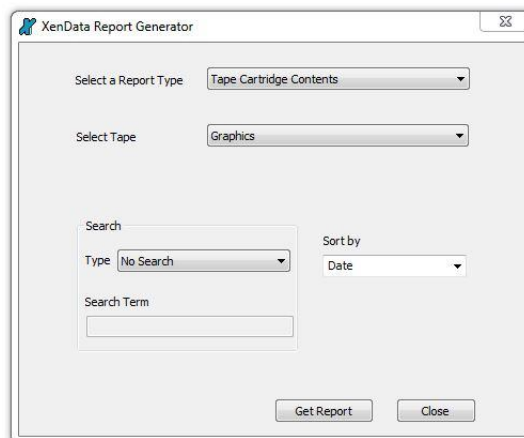 XenData Report Generator
Select a Report Type Tape Cartridge Contents
Select Tape Graphics
Search
Type No Search
Sort by
Date
Search Term
Get Report Close